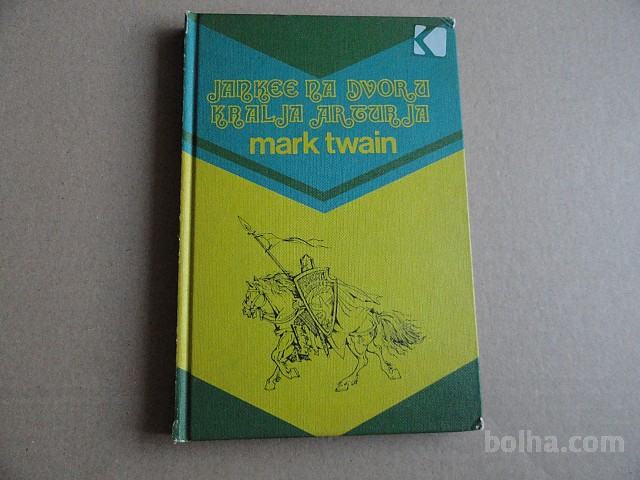 JANKEE NA DVORU
KRALJA ARTURJA
mark twain
K
bolha.com